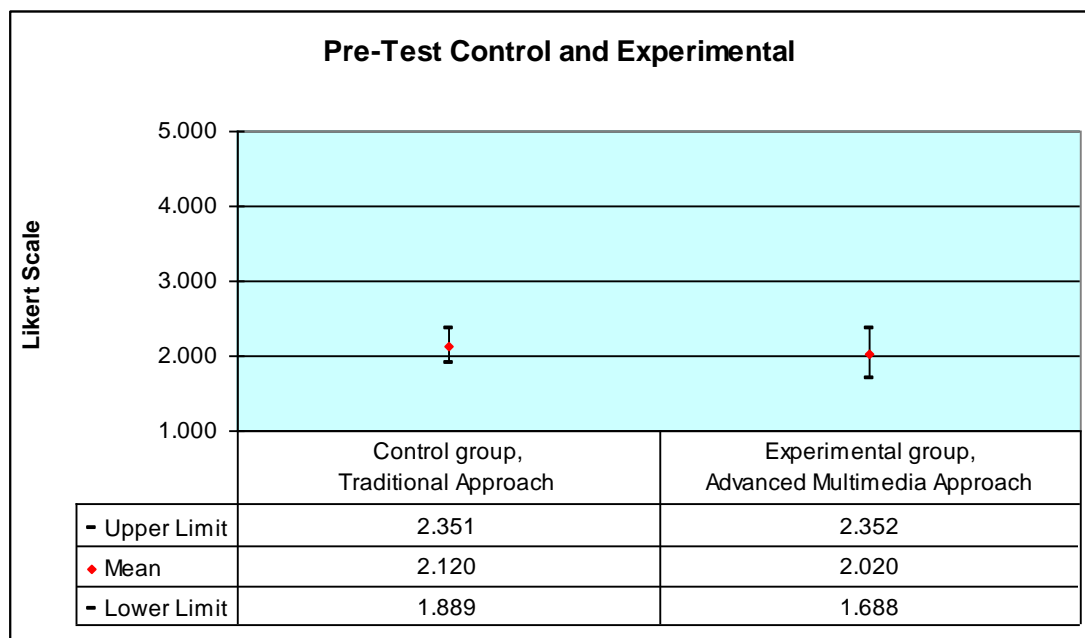 Pre-Test Control and Experimental
Likert Scale
5.000
4.000
3.000
2.000
1.000
Control group,
Traditional Approach
Experimental group,
Advanced Multimedia Approach
Upper Limit 2.351 2.352
Mean 2.120 2.020
Lower Limit 1.889 1.688